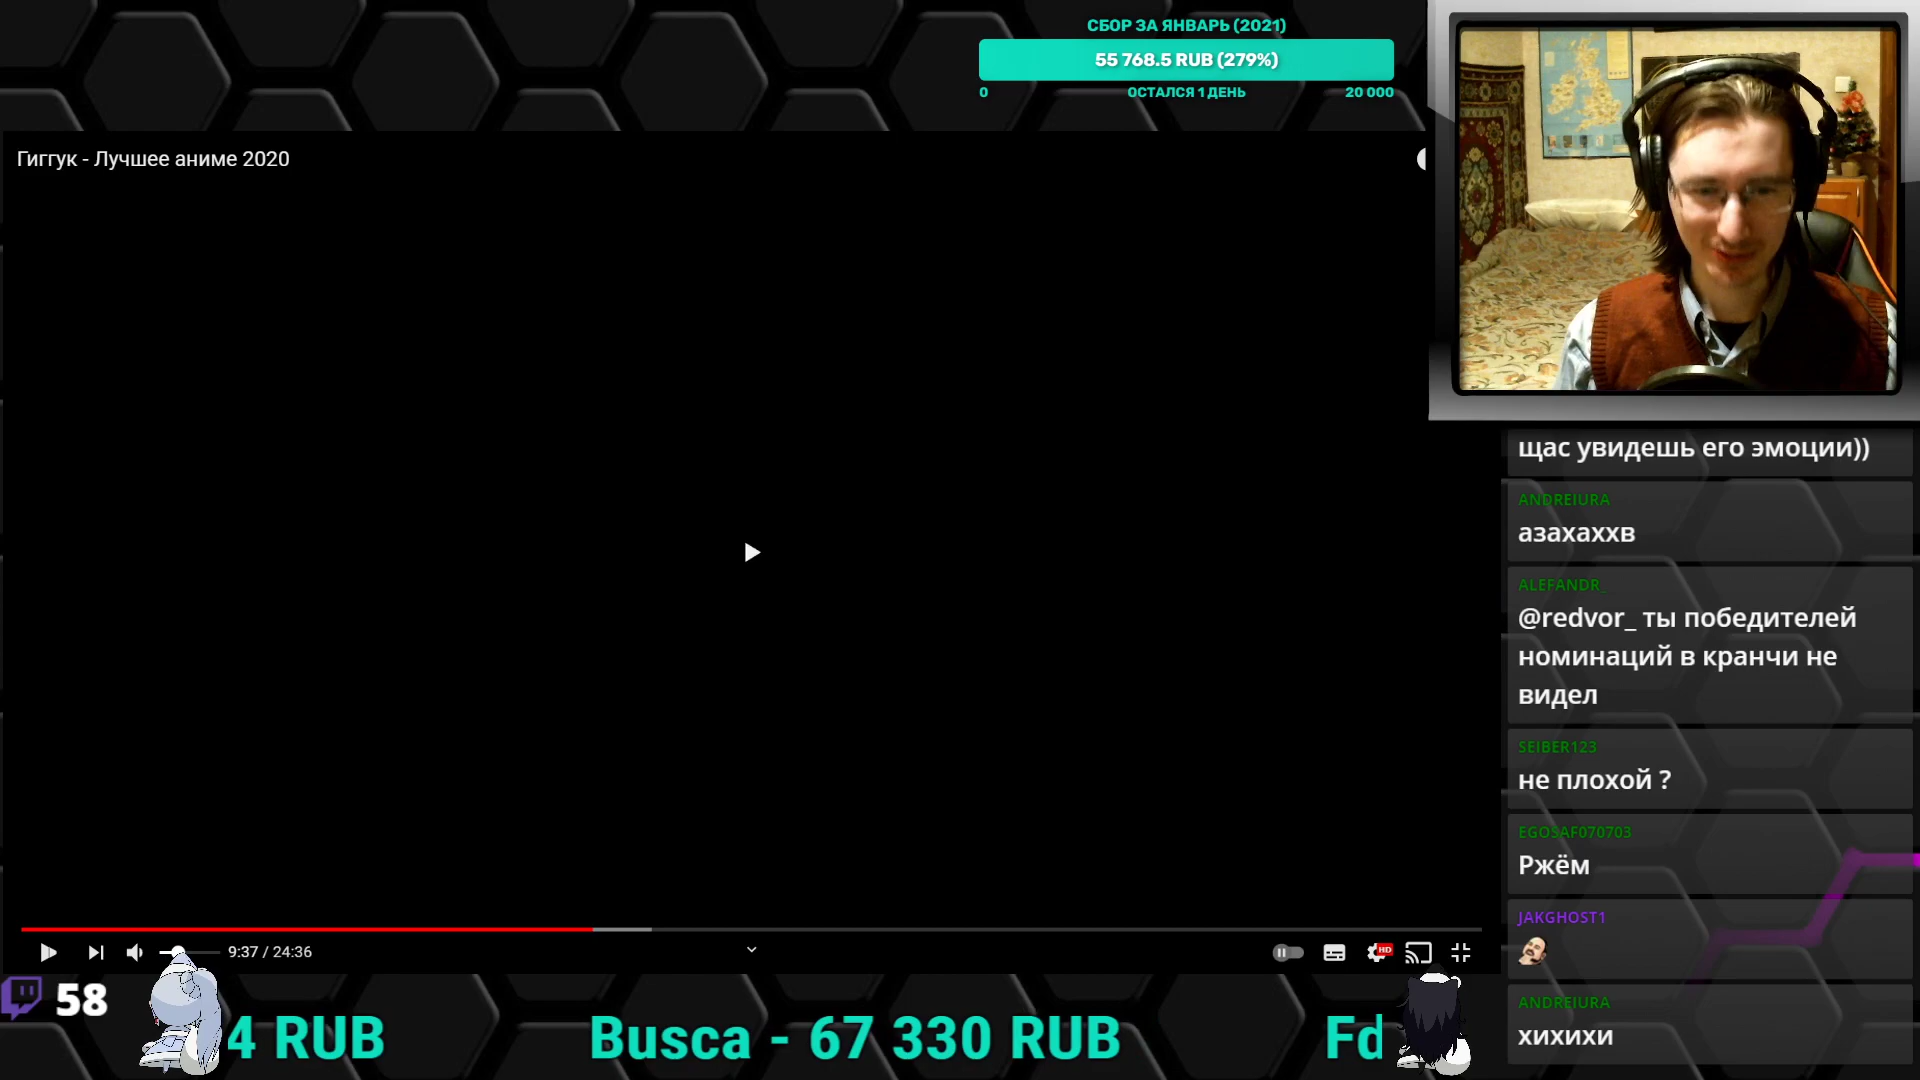 СБОР ЗА ЯНВАРЬ (2021)
55 768.5 RUB (279%)
0 ОСТАЛСЯ 1 ДЕНЬ 20 000
Гиггук - Лучшее аниме 2020
щас увидешь его эмоции))
ANDREIURA
азахаххв
ALEFANDR_
@redvor_ ты победителей
номинаций в кранчи не
видел
SEIBER123
не плохой ?
EGOSAF070703
Ржём
JAKGHOST1
ANDREIURA
хихихи
9:37 / 24:36
HD
58
4 RUB Busca - 67 330 RUB Fd